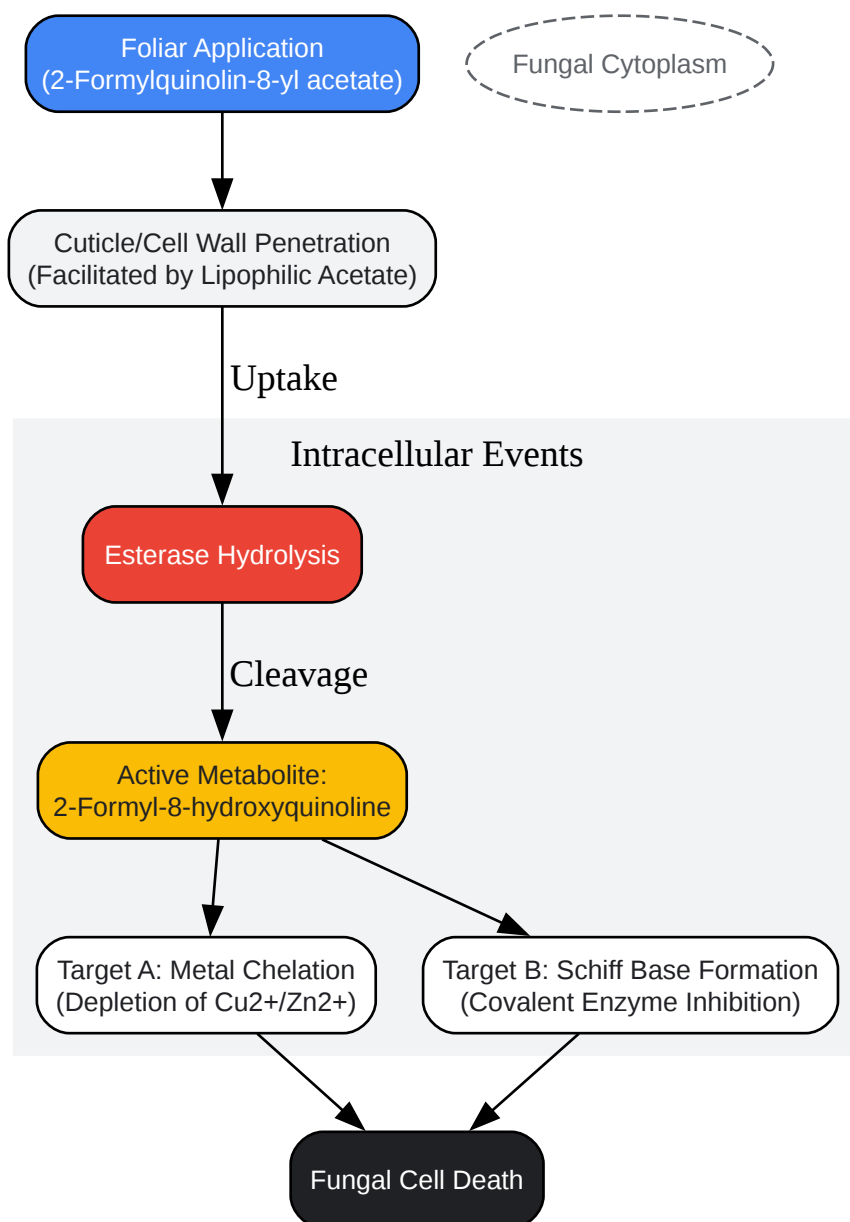 Foliar Application
(2-Formylquinolin-8-yl acetate)
Fungal Cytoplasm
Cuticle/Cell Wall Penetration
(Facilitated by Lipophilic Acetate)
Uptake
Intracellular Events
Esterase Hydrolysis
Cleavage
Active Metabolite:
2-Formyl-8-hydroxyquinoline
Target A: Metal Chelation
(Depletion of Cu2+/Zn2+)
Target B: Schiff Base Formation
(Covalent Enzyme Inhibition)
Fungal Cell Death